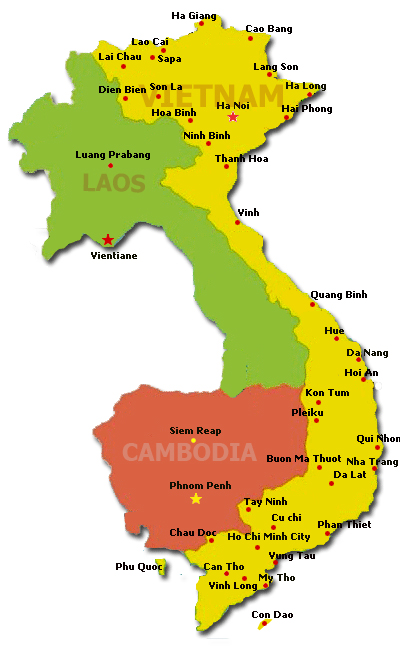 Ha Giang
Cao Bang
Lao Cai
Lai Chau
Sapa
Lang Son
Dien Bien
Son La
VIETNAM
Ha Long
Ha Noi
Hai Phong
Hoa Binh
Ninh Binh
Luang Prabang
Thanh Hoa
LAOS
Vinh
Vientiane
Quang Binh
Hue
Da Nang
Hoi An
Kon Tum
Pleiku
Siem Reap
Qui Nhon
CAMBODIA
Buon Ma Thuot
Nha Trang
Da Lat
Phnom Penh
Tay Ninh
Cu chi
Phan Thiet
Chau Doc
Ho Chi Minh City
Vung Tau
Phu Quoc
Can Tho
My Tho
Vinh Long
Con Dao